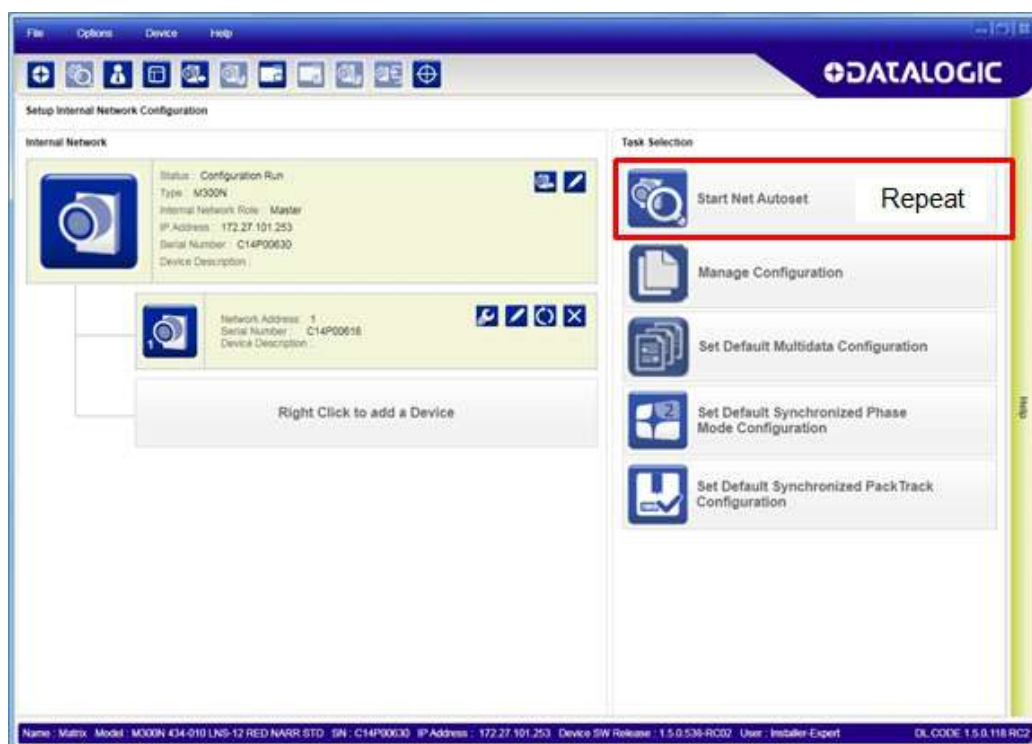 File Options Device Help
DATALOGIC
Setup Internal Network Configuration
Internal Network
Status : Configuration Run
Type : M300N
Internal Network Role : Master
IP Address : 172.27.101.253
Serial Number : C14P00630
Device Description :
1
Network Address : 1
Serial Number : C14P00618
Device Description :
Right Click to add a Device
Task Selection
Start Net Autoset
Repeat
Manage Configuration
Set Default Multidata Configuration
2
Set Default Synchronized Phase
Mode Configuration
Set Default Synchronized PackTrack
Configuration
Help
Name : Matrix Model : M300N 434-010 LNS-12 RED NARR STD SN : C14P00630 IP Address : 172.27.101.253 Device SW Release : 1.5.0.536-RC02 User : Installer-Expert DL.CODE 1.5.0.118 RC2